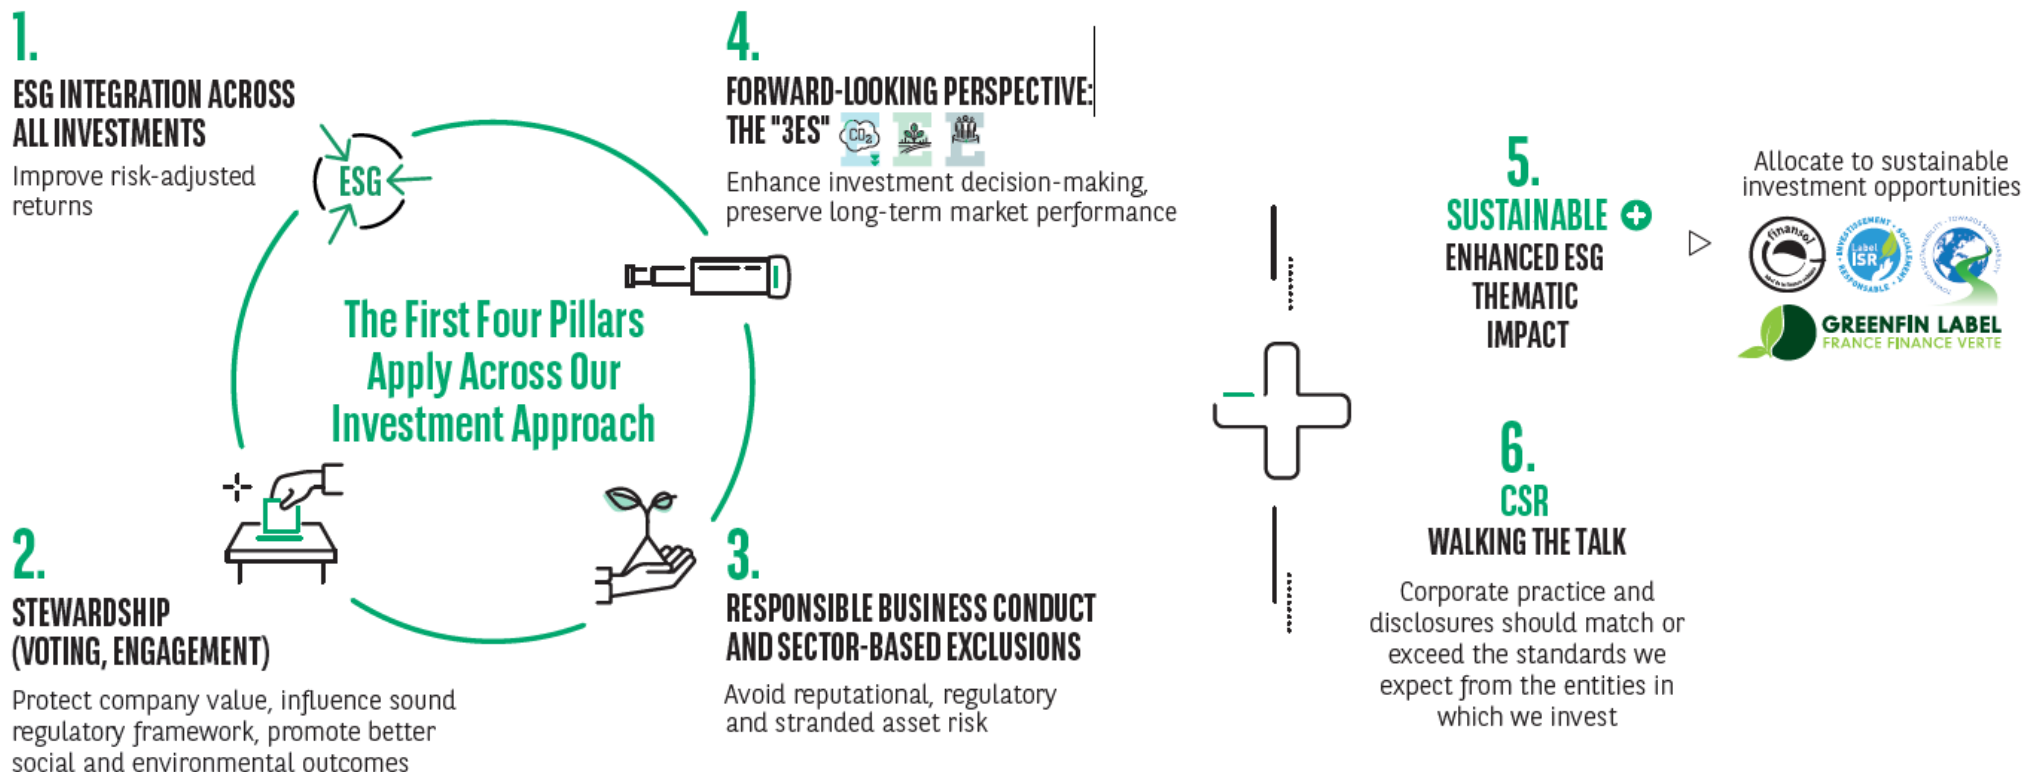 1.
ESG INTEGRATION ACROSS
ALL INVESTMENTS
Improve risk-adjusted
returns
ESG
4.
FORWARD-LOOKING PERSPECTIVE:
THE "3ES"
CO2
E E E
Enhance investment decision-making,
preserve long-term market performance
The First Four Pillars
Apply Across Our
Investment Approach
2.
STEWARDSHIP
(VOTING, ENGAGEMENT)
Protect company value, influence sound
regulatory framework, promote better
social and environmental outcomes
3.
RESPONSIBLE BUSINESS CONDUCT
AND SECTOR-BASED EXCLUSIONS
Avoid reputational, regulatory
and stranded asset risk
5.
SUSTAINABLE +
ENHANCED ESG
THEMATIC
IMPACT
Allocate to sustainable
investment opportunities
finansol
INVESTISSEMENT • SOCIALEMENT • RESPONSABLE •
Label
ISR
TOWARDS SUSTAINABILITY
GREENFIN LABEL
FRANCE FINANCE VERTE
6.
CSR
WALKING THE TALK
Corporate practice and
disclosures should match or
exceed the standards we
expect from the entities in
which we invest